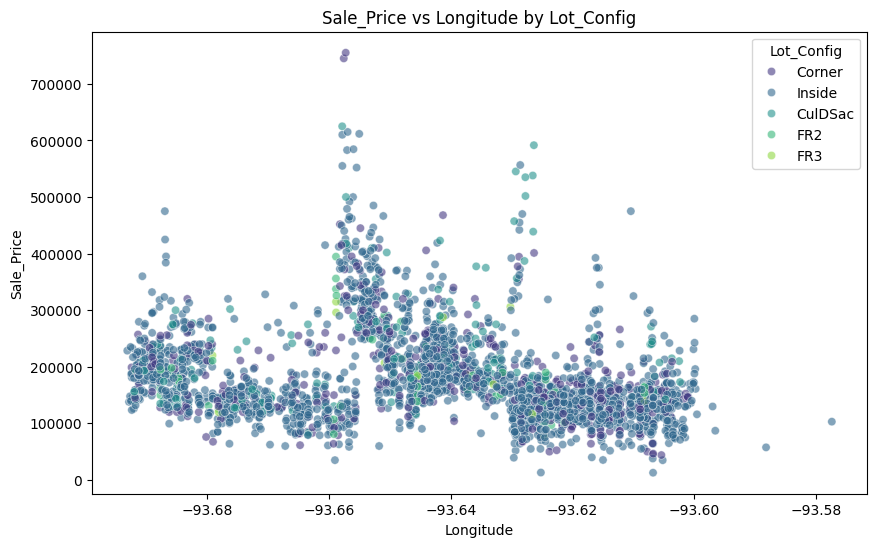 Sale_Price vs Longitude by Lot_Config
Lot_Config
Corner
Inside
CulDSac
FR2
FR3
Sale_Price
700000
600000
500000
400000
300000
200000
100000
0
−93.68 −93.66 −93.64 −93.62 −93.60 −93.58
Longitude